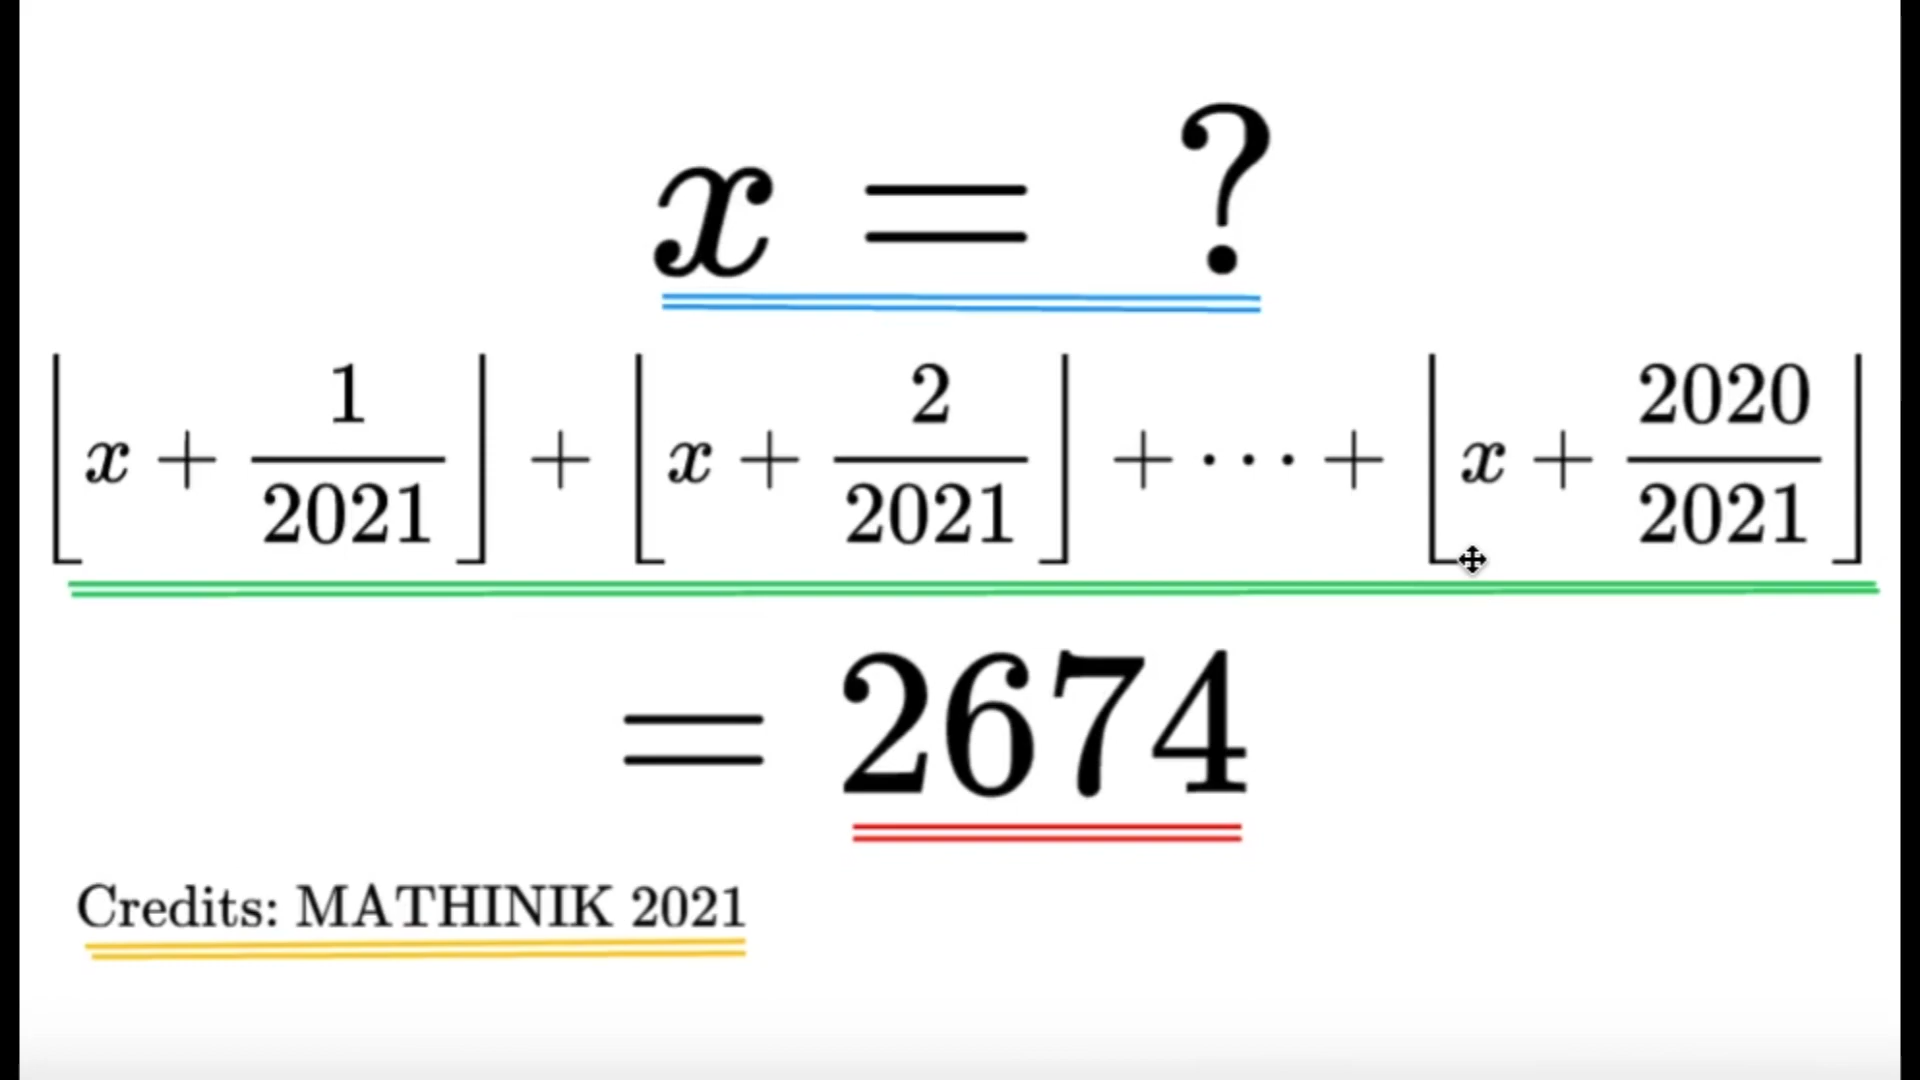 x = ?
⌊x + 1/2021⌋ + ⌊x + 2/2021⌋ + ⋯ + ⌊x + 2020/2021⌋
= 2674
Credits: MATHINIK 2021